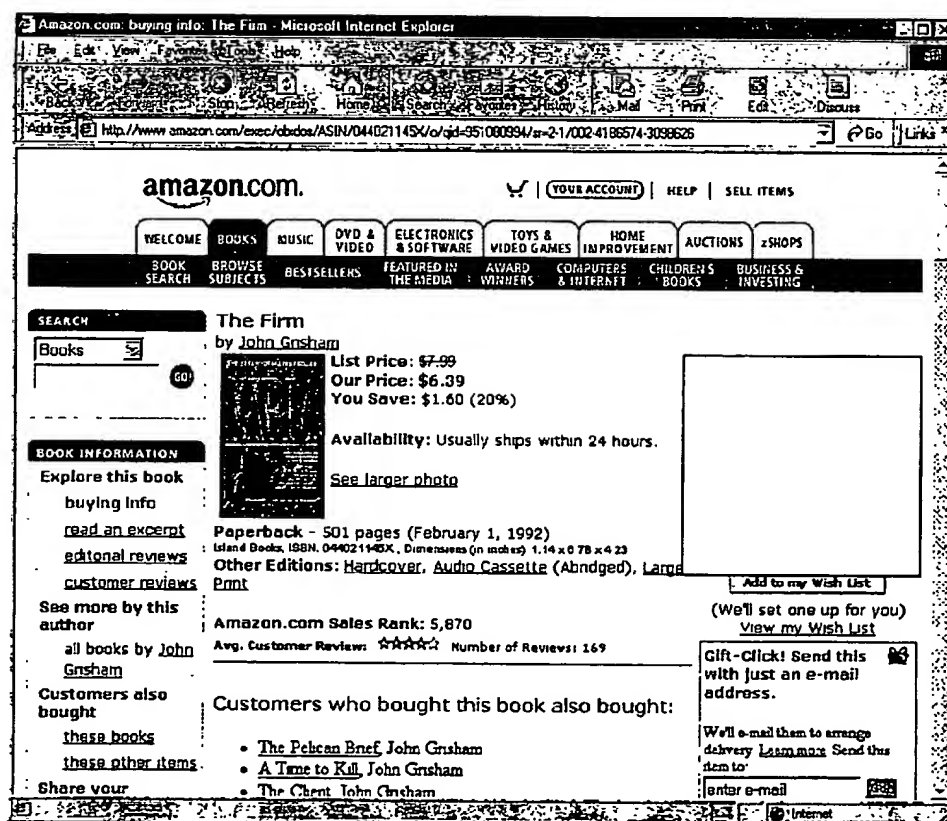 Amazon.com: buying info: The Firm - Microsoft Internet Explorer
File Edit View Favorites Tools Help
Back Forward Stop Refresh Home Search Favorites History Mail Print Edit Discuss
Address http://www.amazon.com/exec/obidos/ASIN/044021145X/o/qid=951080994/sr=2-1/002-4186574-3098626 Go Links
amazon.com.
YOUR ACCOUNT | HELP | SELL ITEMS
WELCOME BOOKS MUSIC DVD & VIDEO ELECTRONICS & SOFTWARE TOYS & VIDEO GAMES HOME IMPROVEMENT AUCTIONS zSHOPS
BOOK SEARCH BROWSE SUBJECTS BESTSELLERS FEATURED IN THE MEDIA AWARD WINNERS COMPUTERS & INTERNET CHILDREN'S BOOKS BUSINESS & INVESTING
SEARCH
Books
GO!
BOOK INFORMATION
Explore this book
buying info
read an excerpt
editorial reviews
customer reviews
See more by this
author
all books by John
Grisham
Customers also
bought
these books
these other items
Share your
The Firm
by John Grisham
List Price: $7.99
Our Price: $6.39
You Save: $1.60 (20%)
Availability: Usually ships within 24 hours.
See larger photo
Paperback - 501 pages (February 1, 1992)
Island Books; ISBN: 044021145X ; Dimensions (in inches): 1.14 x 6.78 x 4.23
Other Editions: Hardcover, Audio Cassette (Abridged), Large
Print
Amazon.com Sales Rank: 5,870
Avg. Customer Review: Number of Reviews: 169
Customers who bought this book also bought:
• The Pelican Brief, John Grisham
• A Time to Kill, John Grisham
• The Client, John Grisham
Add to my Wish List
(We'll set one up for you)
View my Wish List
Gift-Click! Send this
with just an e-mail
address.
We'll e-mail them to arrange
delivery. Learn more Send this
item to:
enter e-mail
Internet